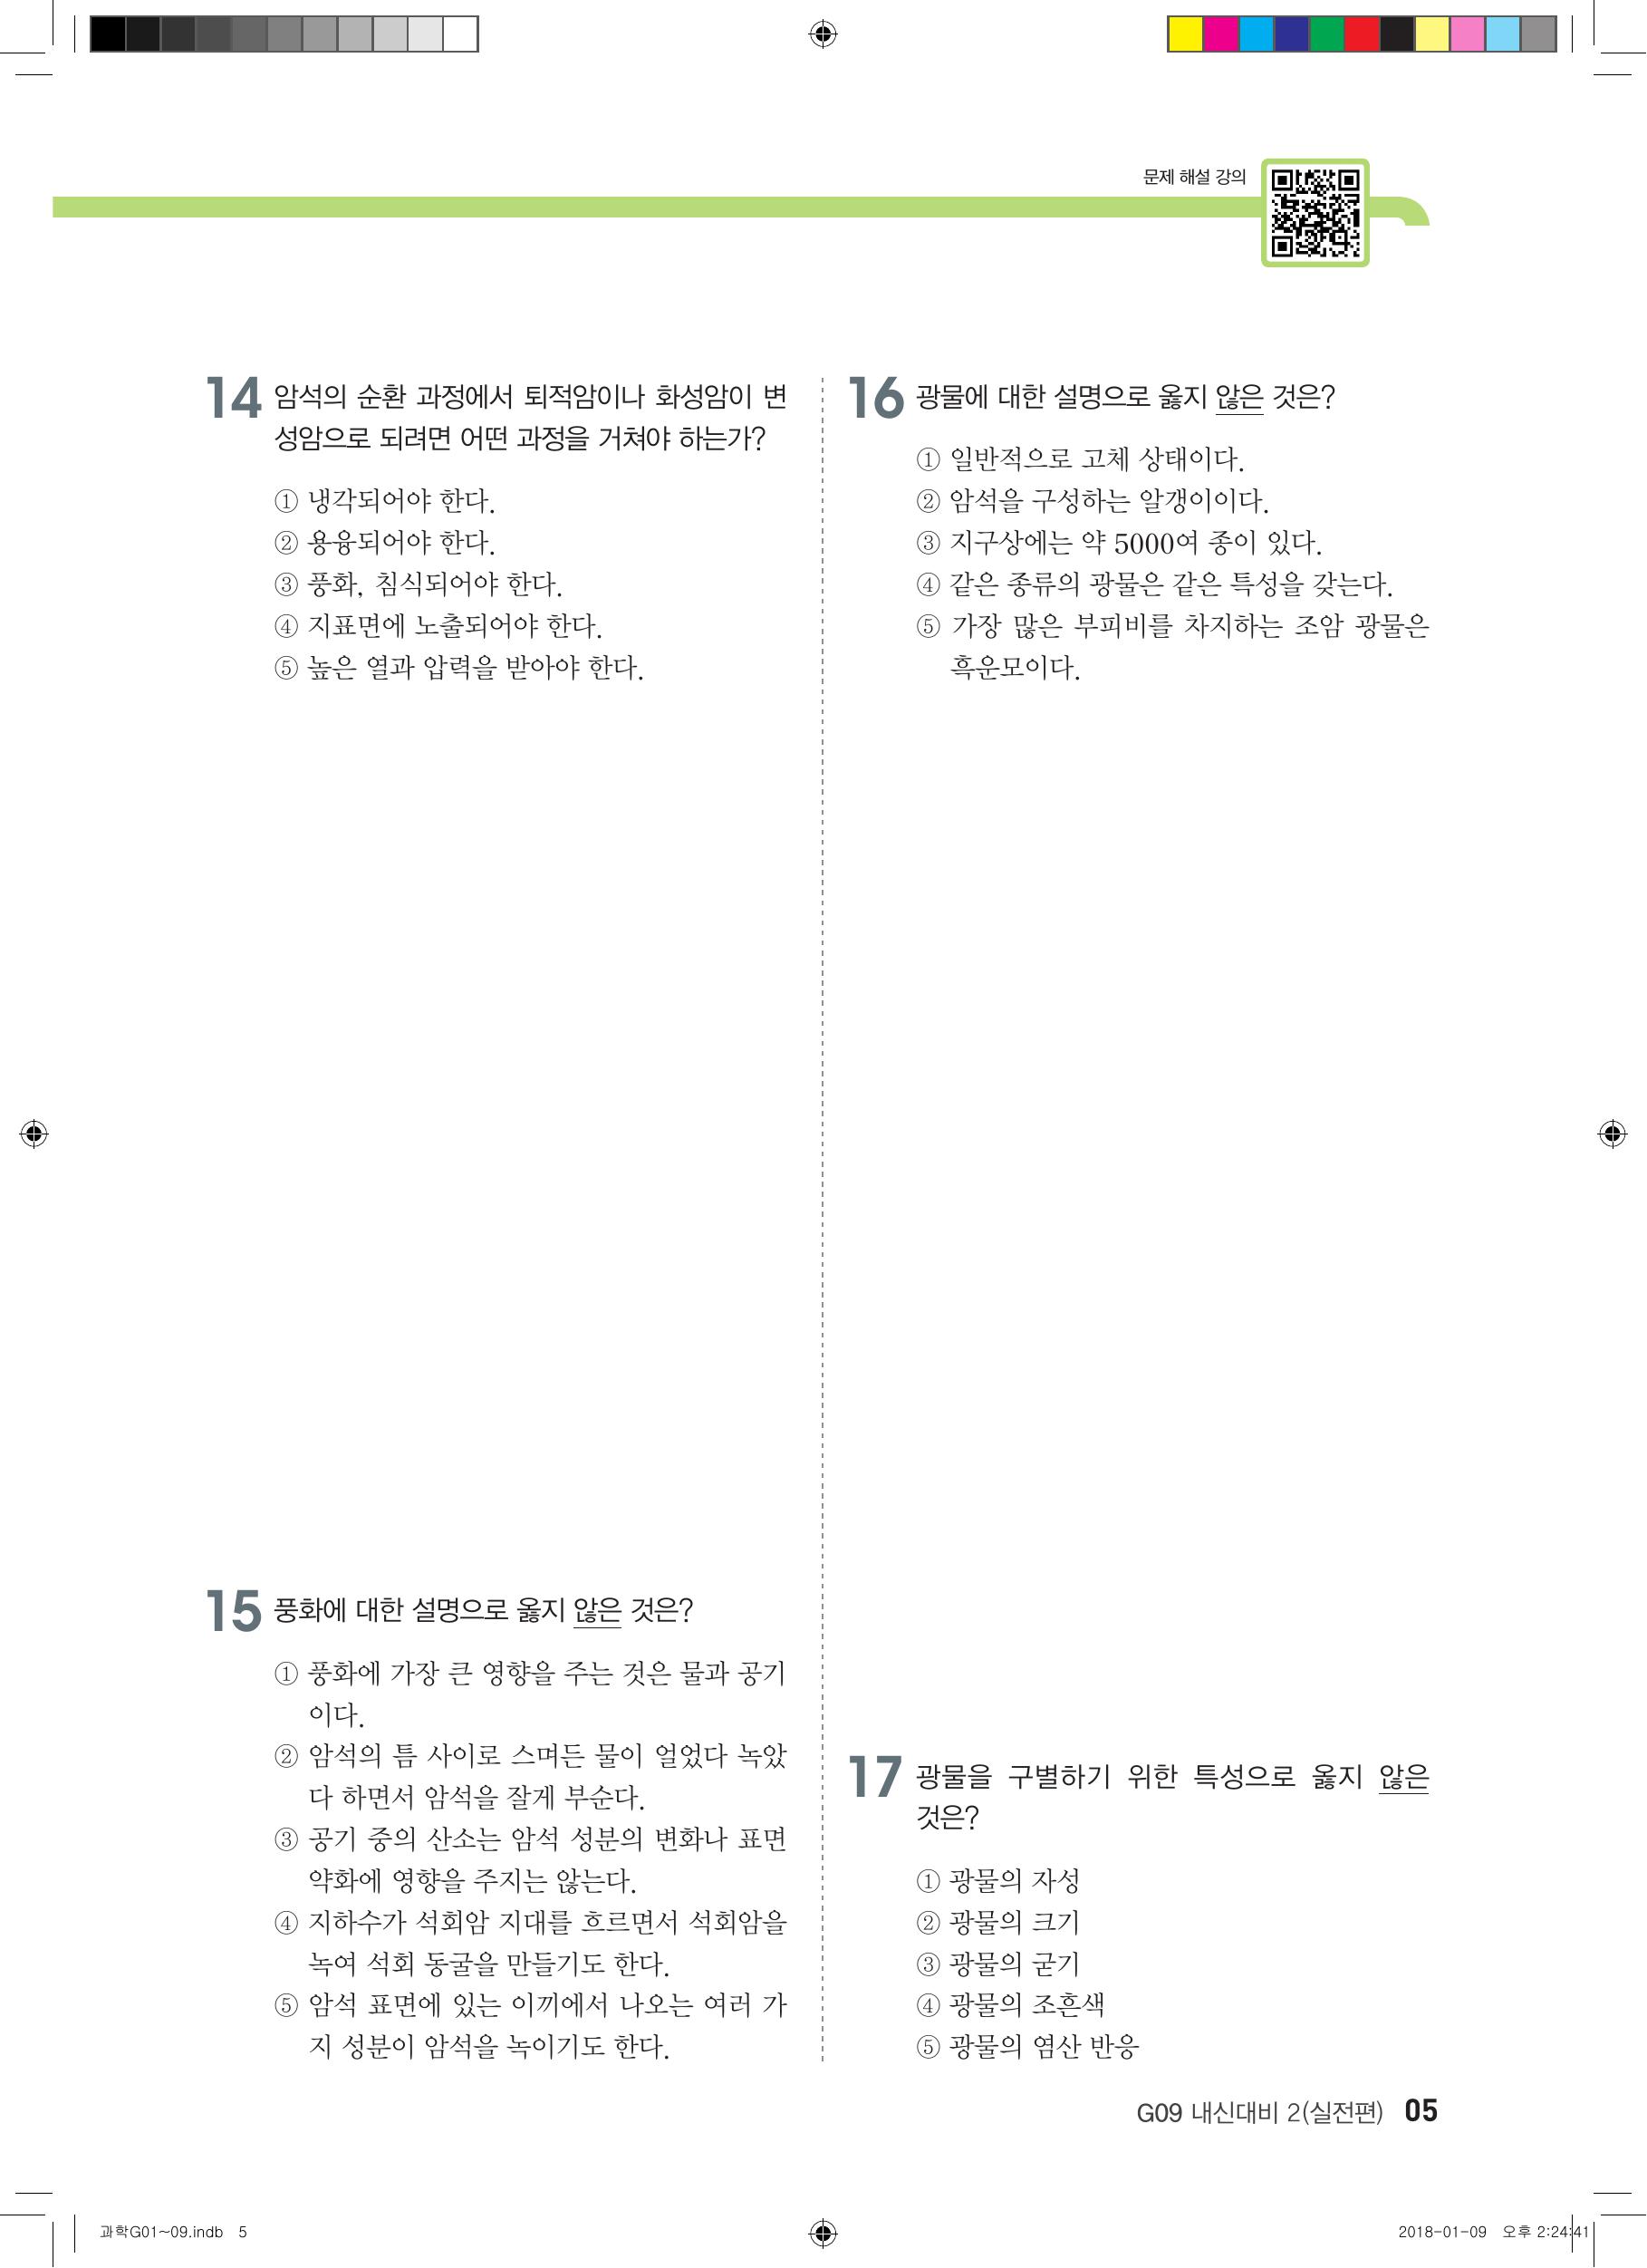 문제 해설 강의
14 암석의 순환 과정에서 퇴적암이나 화성암이 변
성암으로 되려면 어떤 과정을 거쳐야 하는가?
① 냉각되어야 한다.
② 용융되어야 한다.
③ 풍화, 침식되어야 한다.
④ 지표면에 노출되어야 한다.
⑤ 높은 열과 압력을 받아야 한다.
15 풍화에 대한 설명으로 옳지 않은 것은?
① 풍화에 가장 큰 영향을 주는 것은 물과 공기
이다.
② 암석의 틈 사이로 스며든 물이 얼었다 녹았
다 하면서 암석을 잘게 부순다.
③ 공기 중의 산소는 암석 성분의 변화나 표면
약화에 영향을 주지는 않는다.
④ 지하수가 석회암 지대를 흐르면서 석회암을
녹여 석회 동굴을 만들기도 한다.
⑤ 암석 표면에 있는 이끼에서 나오는 여러 가
지 성분이 암석을 녹이기도 한다.
16 광물에 대한 설명으로 옳지 않은 것은?
① 일반적으로 고체 상태이다.
② 암석을 구성하는 알갱이이다.
③ 지구상에는 약 5000여 종이 있다.
④ 같은 종류의 광물은 같은 특성을 갖는다.
⑤ 가장 많은 부피비를 차지하는 조암 광물은
흑운모이다.
17 광물을 구별하기 위한 특성으로 옳지 않은
것은?
① 광물의 자성
② 광물의 크기
③ 광물의 굳기
④ 광물의 조흔색
⑤ 광물의 염산 반응
G09 내신대비 2(실전편) 05
과학G01~09.indb 5
2018-01-09 오후 2:24:41